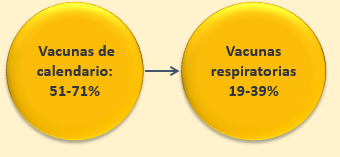 Vacunas de
calendario:
51-71%
Vacunas
respiratorias
19-39%